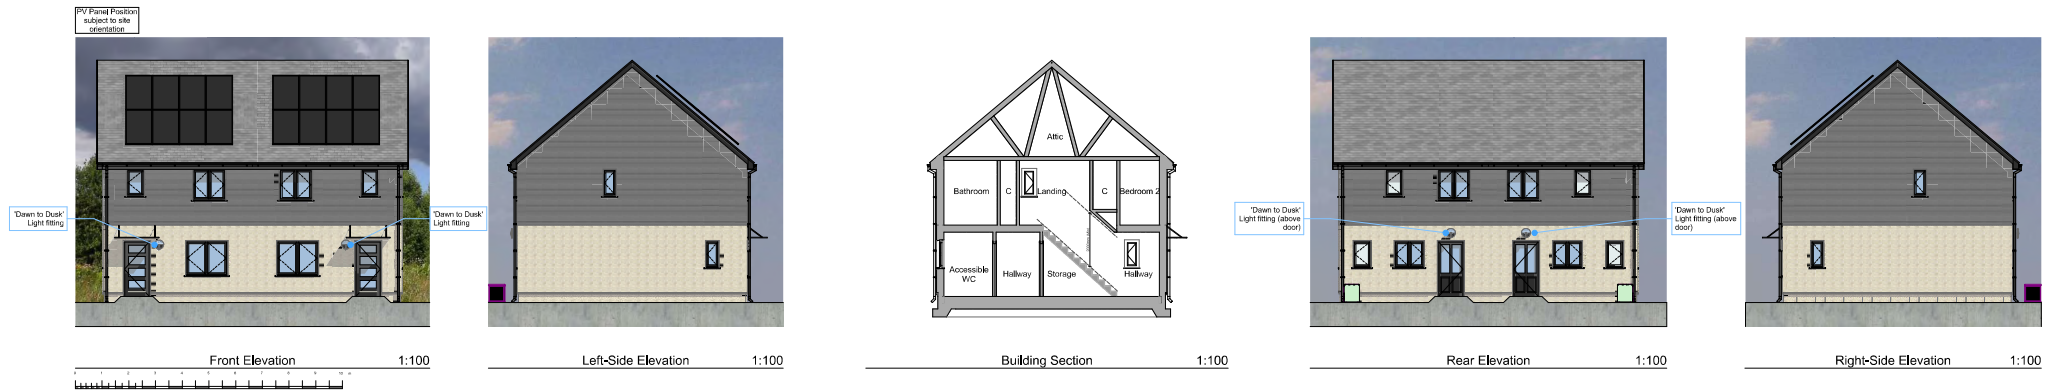 PV Panel Position
subject to site
orientation
'Dawn to Dusk'
Light fitting
'Dawn to Dusk'
Light fitting
Front Elevation
1:100
Left-Side Elevation
1:100
Attic
Bathroom
C
Landing
C
Bedroom 2
Accessible
WC
Hallway
Storage
Hallway
Building Section
1:100
'Dawn to Dusk'
Light fitting (above
door)
'Dawn to Dusk'
Light fitting (above
door)
Rear Elevation
1:100
Right-Side Elevation
1:100